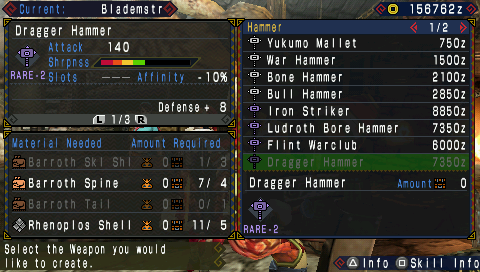 Current: Blademstr
156762z
Dragger Hammer
Attack 140
Shrpnss
RARE-2 Slots --- Affinity -10%
Defense+ 8
L 1/3 R
Material Needed Amount Required
Barroth Skl Shl 0 1/ 3
Barroth Spine 0 7/ 4
Barroth Tail 0 0/ 1
Rhenoplos Shell 0 11/ 5
Select the Weapon you would
like to create.
Hammer 1/2
Yukumo Mallet 750z
War Hammer 1500z
Bone Hammer 2100z
Bull Hammer 2850z
Iron Striker 8850z
Ludroth Bore Hammer 7350z
Flint Warclub 6000z
Dragger Hammer 7350z
Dragger Hammer Amount 0
RARE-2
Info Skill Info